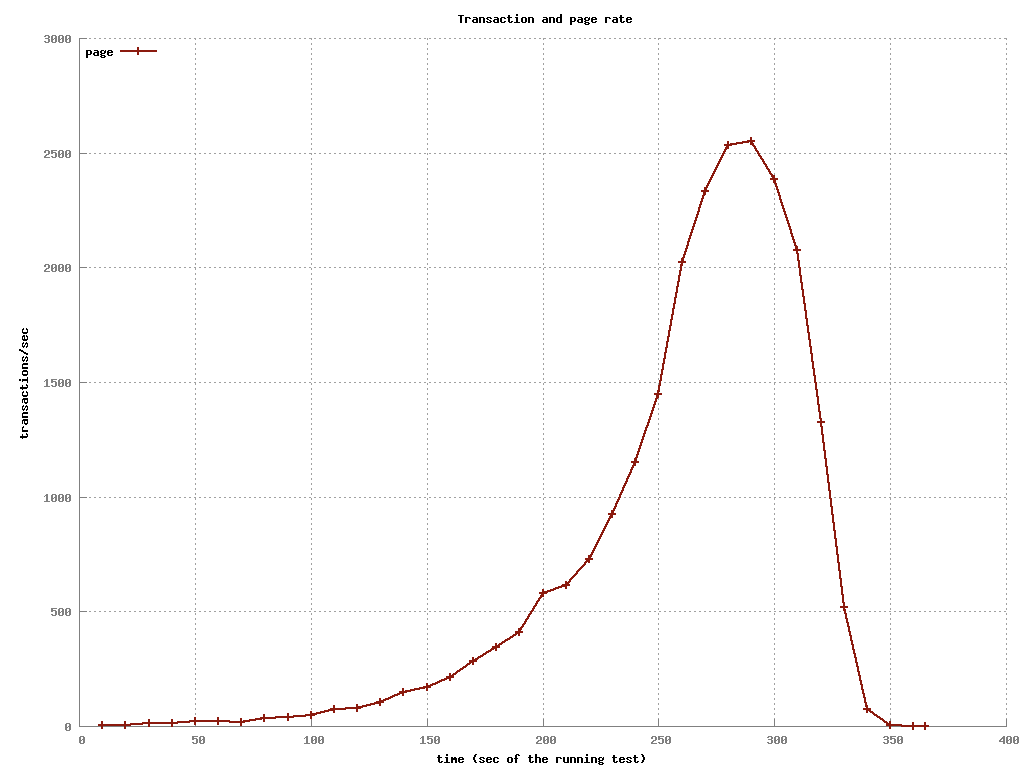 Transaction and page rate
page
3000
2500
2000
1500
1000
500
0
transactions/sec
0 50 100 150 200 250 300 350 400
time (sec of the running test)